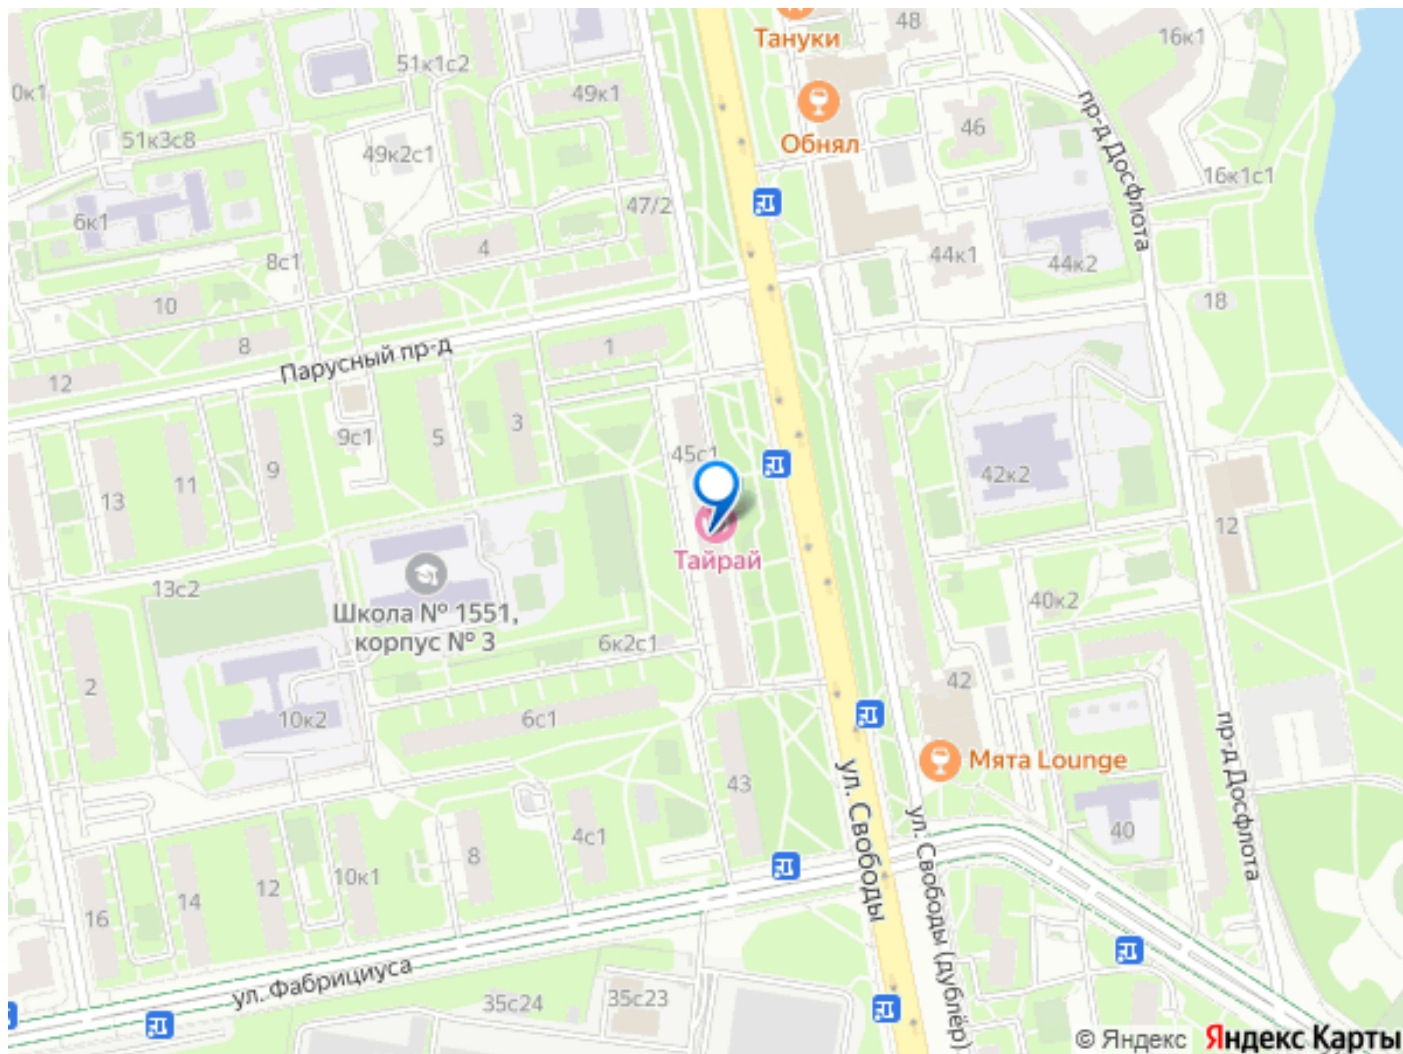 Тануки
48
16к1
51к1с2
0к1
49к1
Обнял
46
пр-д Досфлота
51к3с8
49к2с1
16к1с1
6к1
47/2
4
44к1
44к2
8с1
10
18
8
Парусный пр-д
1
12
3
5
9с1
45с1
9
11
13
42к2
12
Тайрай
13с2
40к2
Школа № 1551,
корпус № 3
6к2с1
2
42
10к2
6с1
пр-д Досфлота
Мята Lounge
43
ул. Свободы
ул. Свободы (дублёр)
40
4с1
8
10к1
12
14
16
ул. Фабрициуса
35с24
35с23
© Яндекс Яндекс Карты